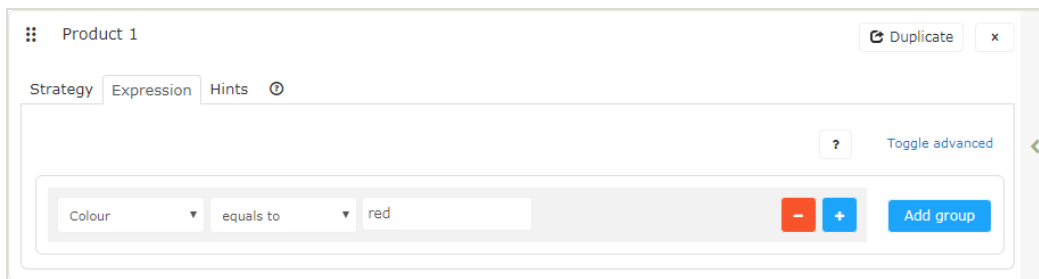 Product 1
Duplicate
x
Strategy Expression Hints ?
? Toggle advanced
Colour equals to red - + Add group